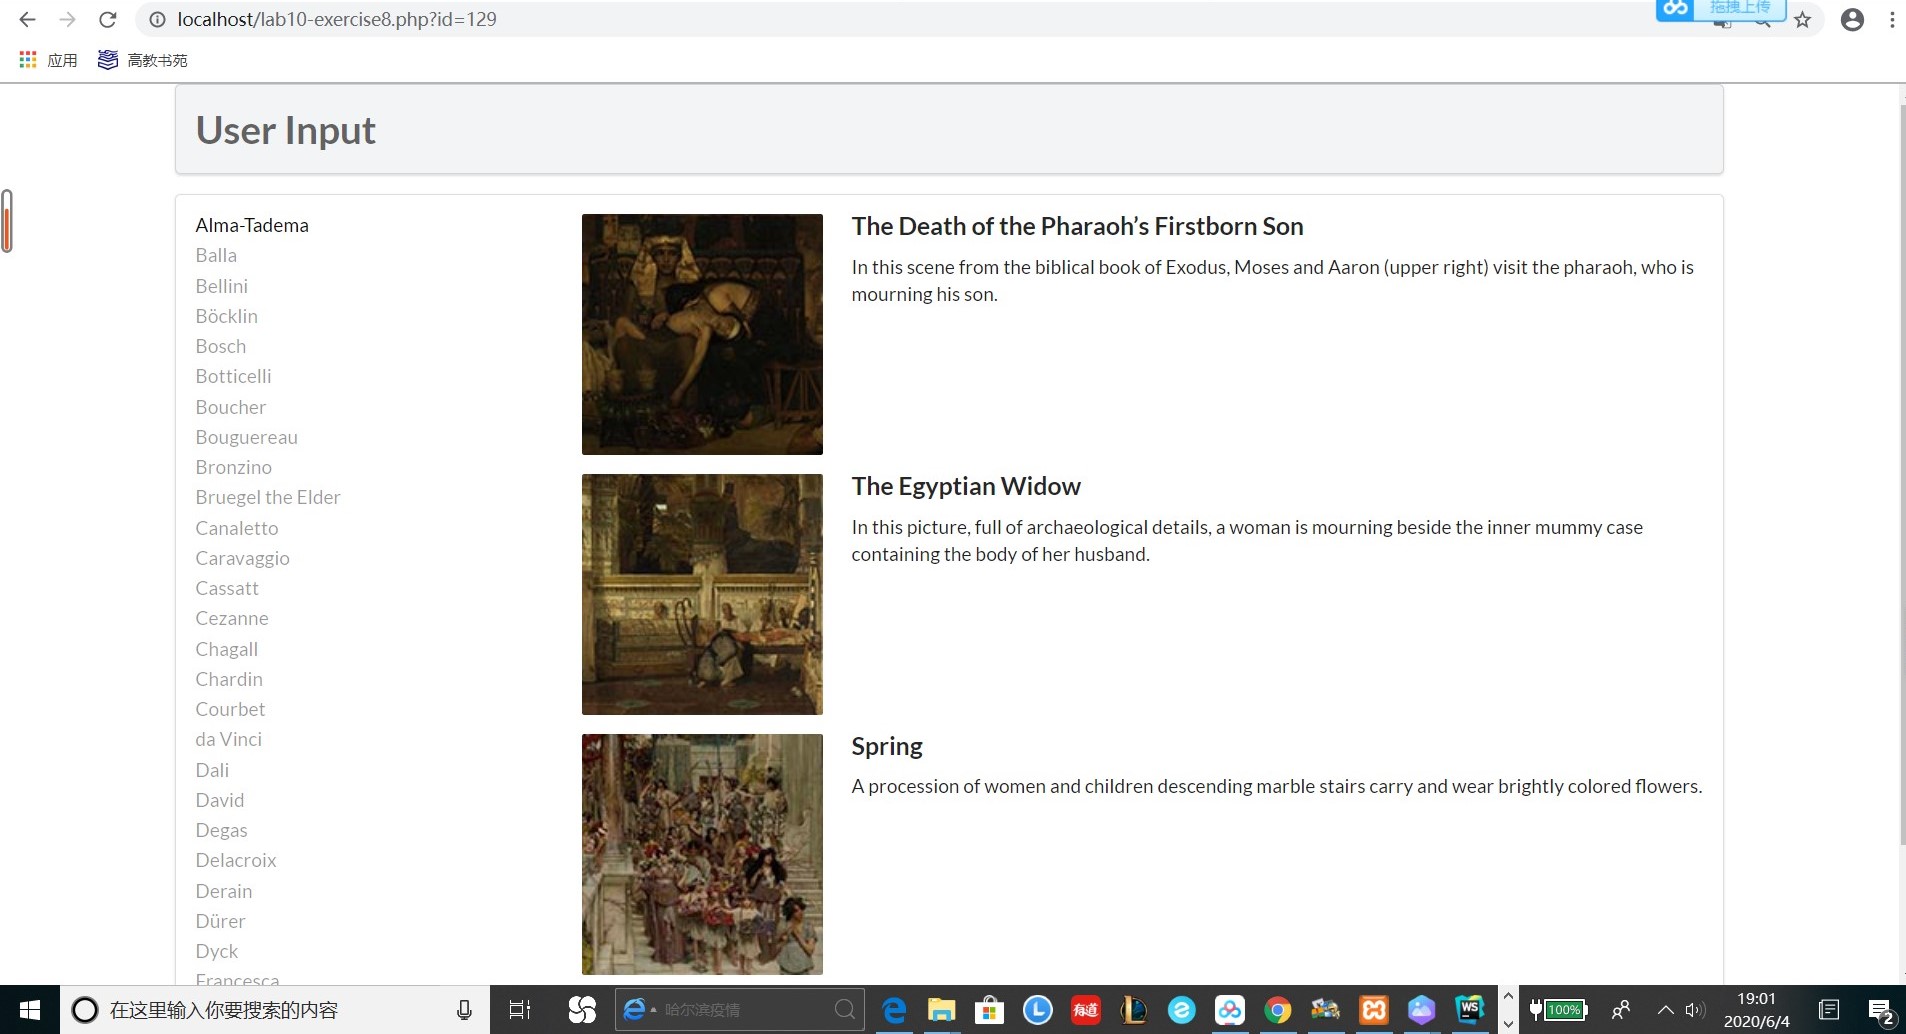 localhost/lab10-exercise8.php?id=129
拖拽上传
应用
高教书苑
User Input
Alma-Tadema
Balla
Bellini
Böcklin
Bosch
Botticelli
Boucher
Bouguereau
Bronzino
Bruegel the Elder
Canaletto
Caravaggio
Cassatt
Cezanne
Chagall
Chardin
Courbet
da Vinci
Dali
David
Degas
Delacroix
Derain
Dürer
Dyck
Francesca
The Death of the Pharaoh’s Firstborn Son
In this scene from the biblical book of Exodus, Moses and Aaron (upper right) visit the pharaoh, who is
mourning his son.
The Egyptian Widow
In this picture, full of archaeological details, a woman is mourning beside the inner mummy case
containing the body of her husband.
Spring
A procession of women and children descending marble stairs carry and wear brightly colored flowers.
在这里输入你要搜索的内容
哈尔滨疫情
有道
WS
100%
19:01
2020/6/4
2